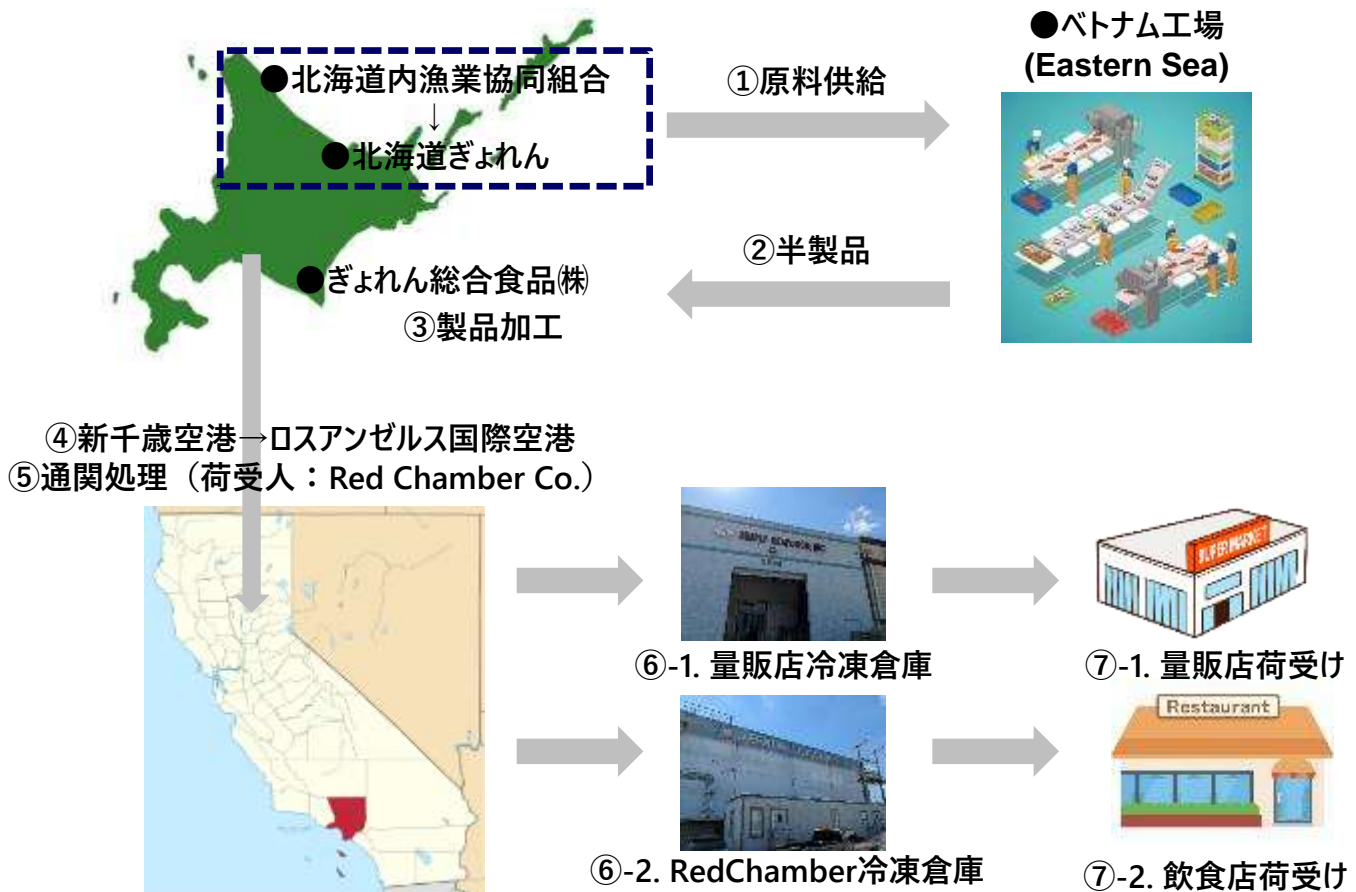 ●北海道内漁業協同組合
↓
●北海道ぎょれん
①原料供給
●ベトナム工場
(Eastern Sea)
②半製品
●ぎょれん総合食品㈱
③製品加工
④新千歳空港→ロスアンゼルス国際空港
⑤通関処理（荷受人：Red Chamber Co.）
SUPER MARKET
⑥-1. 量販店冷凍倉庫
⑦-1. 量販店荷受け
Restaurant
⑥-2. RedChamber冷凍倉庫
⑦-2. 飲食店荷受け